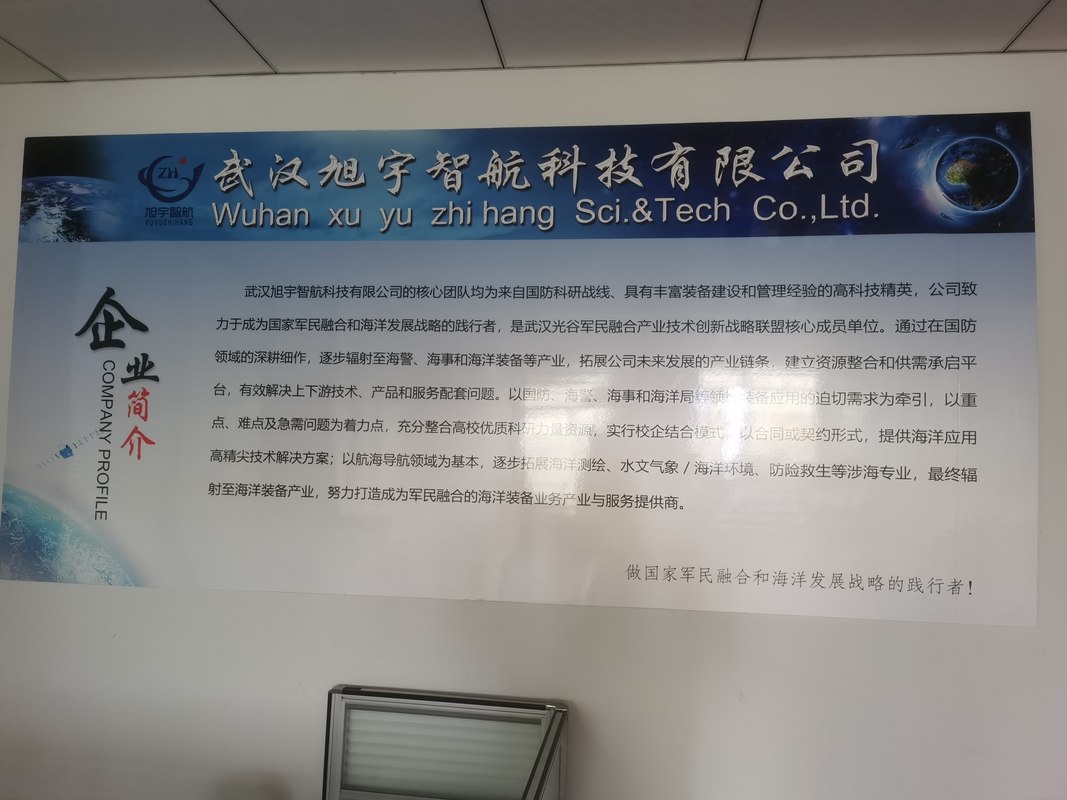 ZH
旭宇智航
XUYUZHIHANG
武汉旭宇智航科技有限公司
Wuhan xu yu zhi hang Sci.&Tech Co.,Ltd.
企业简介
COMPANY PROFILE
武汉旭宇智航科技有限公司的核心团队均为来自国防科研战线、具有丰富装备建设和管理经验的高科技精英，公司致
力于成为国家军民融合和海洋发展战略的践行者，是武汉光谷军民融合产业技术创新战略联盟核心成员单位。通过在国防
领域的深耕细作，逐步辐射至海警、海事和海洋装备等产业，拓展公司未来发展的产业链条，建立资源整合和供需承启平
台，有效解决上下游技术、产品和服务配套问题。以国防、海警、海事和海洋局等领域装备应用的迫切需求为牵引，以重
点、难点及急需问题为着力点，充分整合高校优质科研力量资源，实行校企结合模式，以合同或契约形式，提供海洋应用
高精尖技术解决方案；以航海导航领域为基本，逐步拓展海洋测绘、水文气象/海洋环境、防险救生等涉海专业，最终辐
射至海洋装备产业，努力打造成为军民融合的海洋装备业务产业与服务提供商。
做国家军民融合和海洋发展战略的践行者！